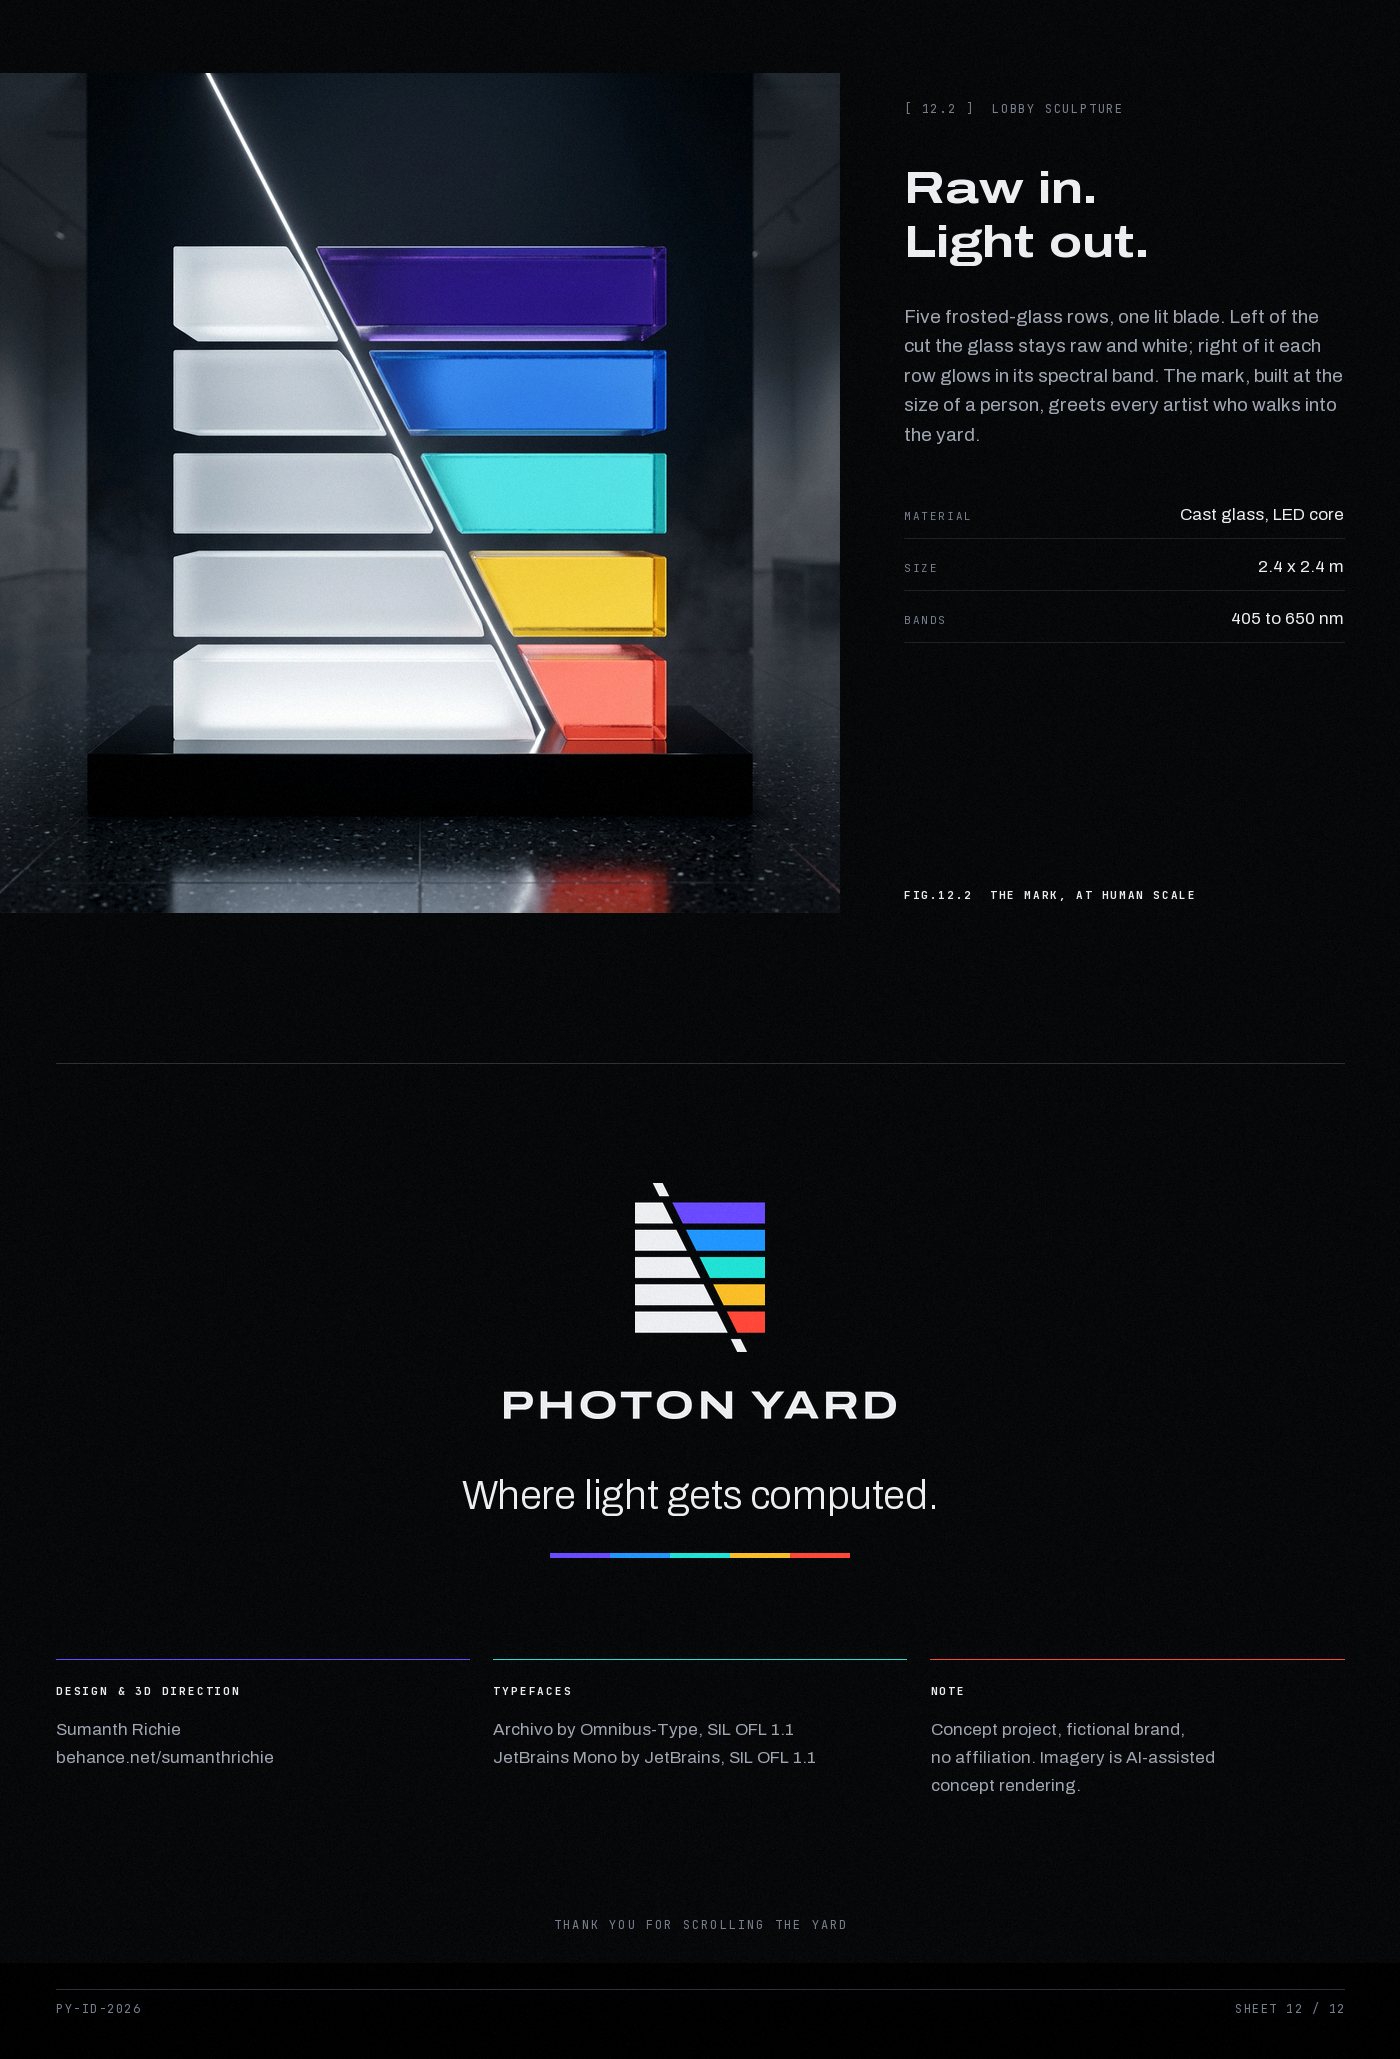 [ 12.2 ] LOBBY SCULPTURE
Raw in.
Light out.
Five frosted-glass rows, one lit blade. Left of the
cut the glass stays raw and white; right of it each
row glows in its spectral band. The mark, built at the
size of a person, greets every artist who walks into
the yard.
MATERIAL Cast glass, LED core
SIZE 2.4 x 2.4 m
BANDS 405 to 650 nm
FIG.12.2 THE MARK, AT HUMAN SCALE
PHOTON YARD
Where light gets computed.
DESIGN & 3D DIRECTION
Sumanth Richie
behance.net/sumanthrichie
TYPEFACES
Archivo by Omnibus-Type, SIL OFL 1.1
JetBrains Mono by JetBrains, SIL OFL 1.1
NOTE
Concept project, fictional brand,
no affiliation. Imagery is AI-assisted
concept rendering.
THANK YOU FOR SCROLLING THE YARD
PY-ID-2026 SHEET 12 / 12